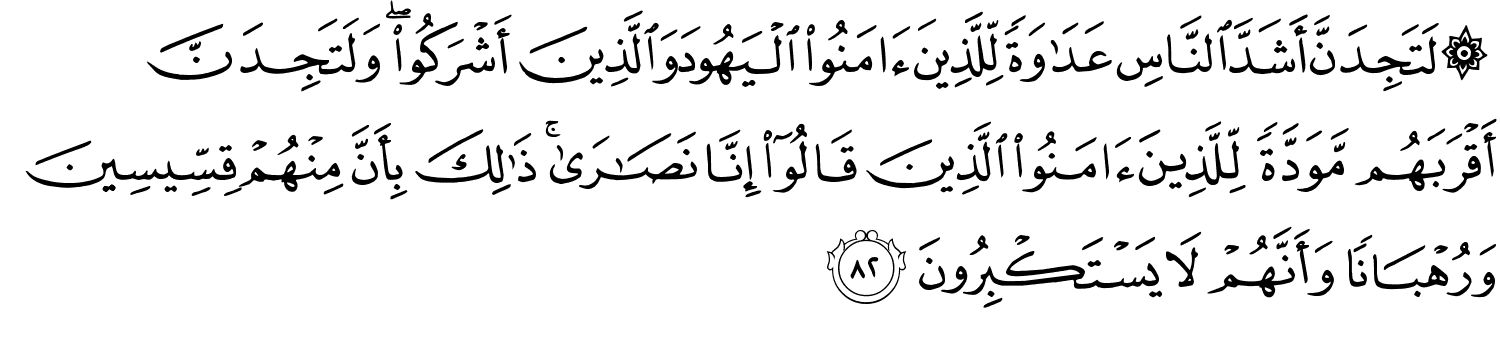 ۞ لَتَجِدَنَّ أَشَدَّ ٱلنَّاسِ عَدَٰوَةً لِّلَّذِينَ ءَامَنُوا۟ ٱلْيَهُودَ وَٱلَّذِينَ أَشْرَكُوا۟ ۖ وَلَتَجِدَنَّ
أَقْرَبَهُم مَّوَدَّةً لِّلَّذِينَ ءَامَنُوا۟ ٱلَّذِينَ قَالُوٓا۟ إِنَّا نَصَٰرَىٰ ۚ ذَٰلِكَ بِأَنَّ مِنْهُمْ قِسِّيسِينَ
وَرُهْبَانًا وَأَنَّهُمْ لَا يَسْتَكْبِرُونَ ٨٢